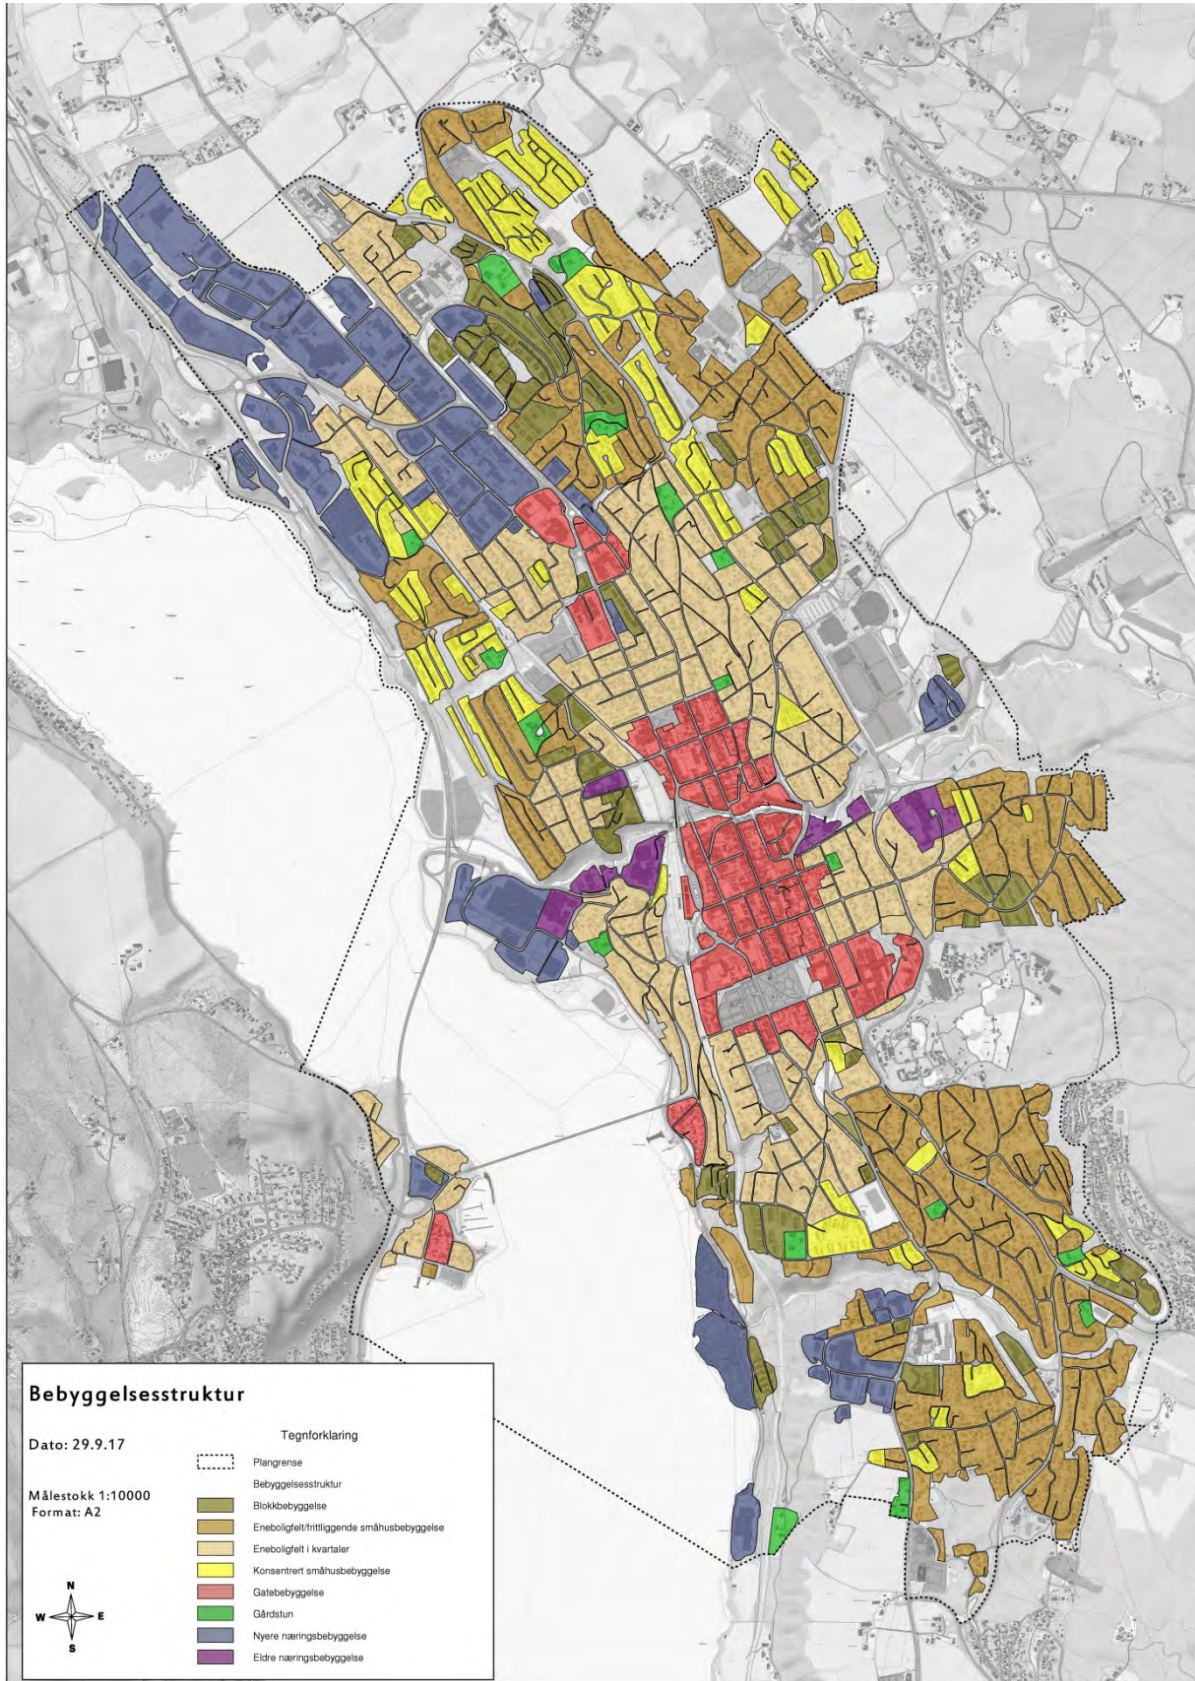 Bebyggelsesstruktur
Dato: 29.9.17
Målestokk 1:10000
Format: A2
Tegnforklaring
Plangrense
Bebyggelsesstruktur
Blokkbebyggelse
Eneboligfelt/frittliggende småhusbebyggelse
Eneboligfelt i kvartaler
Konsentrert småhusbebyggelse
Gatebebyggelse
Gårdstun
Nyere næringsbebyggelse
Eldre næringsbebyggelse
N
W
E
S